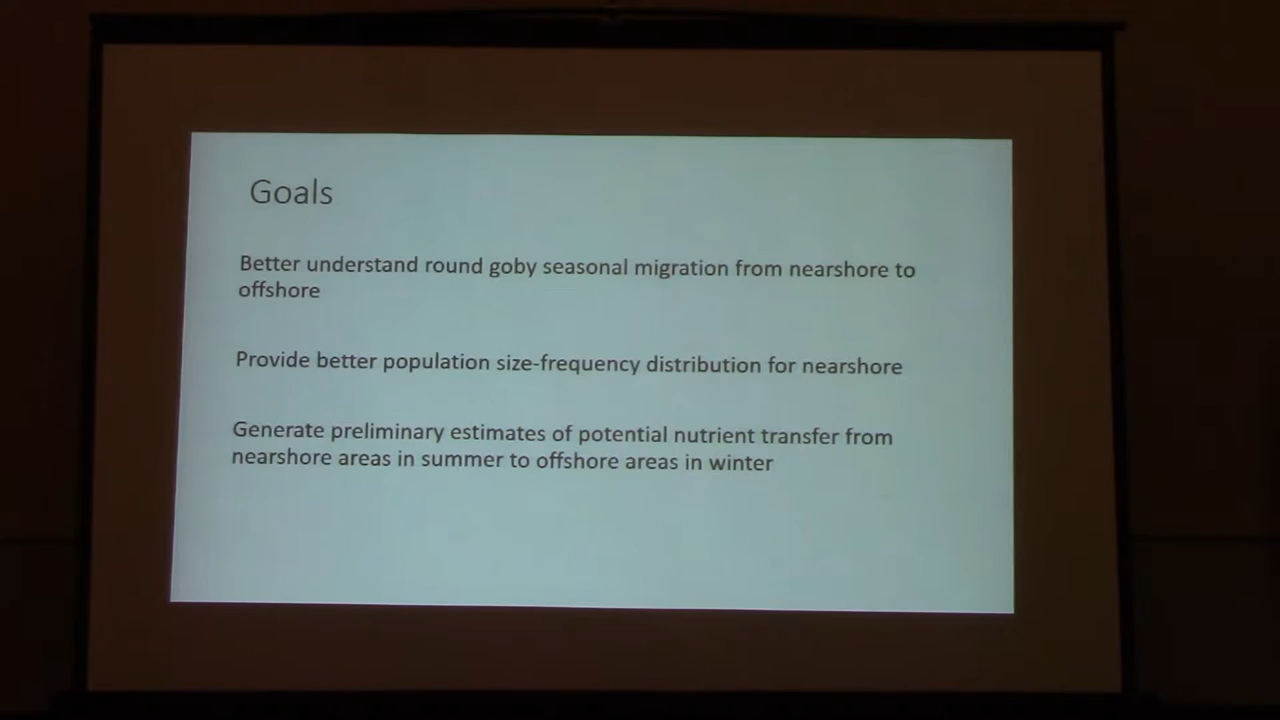 Goals
Better understand round goby seasonal migration from nearshore to
offshore
Provide better population size-frequency distribution for nearshore
Generate preliminary estimates of potential nutrient transfer from
nearshore areas in summer to offshore areas in winter